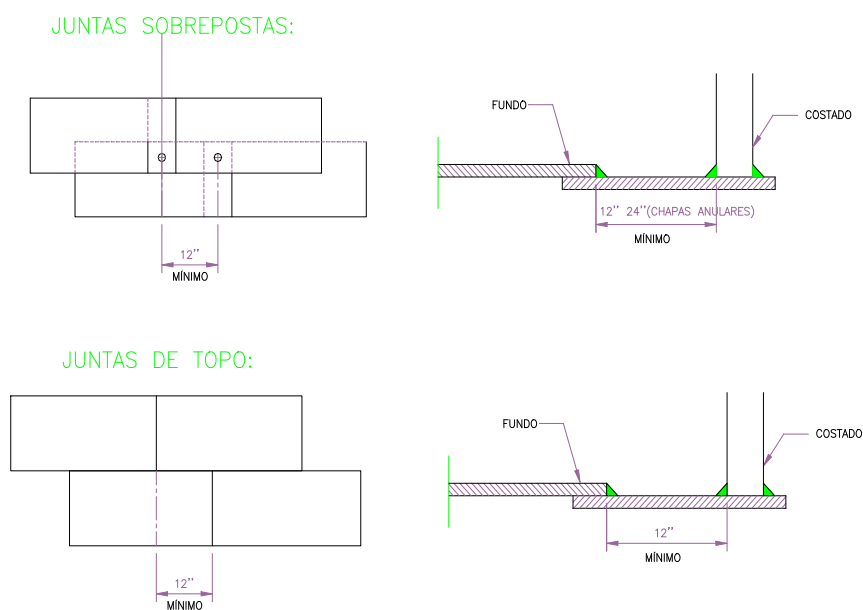 JUNTAS SOBREPOSTAS:
FUNDO
COSTADO
12'' 24''(CHAPAS ANULARES)
MÍNIMO
12''
MÍNIMO
JUNTAS DE TOPO:
FUNDO
COSTADO
12''
MÍNIMO
12''
MÍNIMO